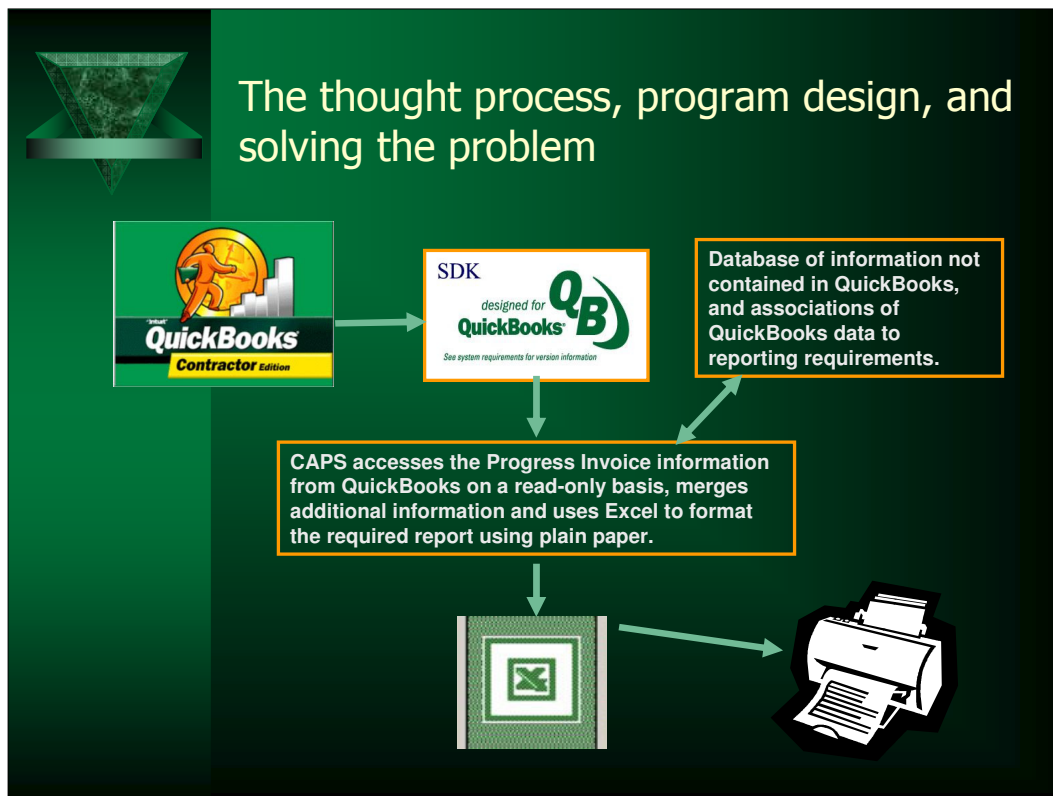 The thought process, program design, and
solving the problem
Intuit
QuickBooks
Contractor Edition
SDK
designed for
QuickBooks
QB
See system requirements for version information
Database of information not
contained in QuickBooks,
and associations of
QuickBooks data to
reporting requirements.
CAPS accesses the Progress Invoice information
from QuickBooks on a read-only basis, merges
additional information and uses Excel to format
the required report using plain paper.